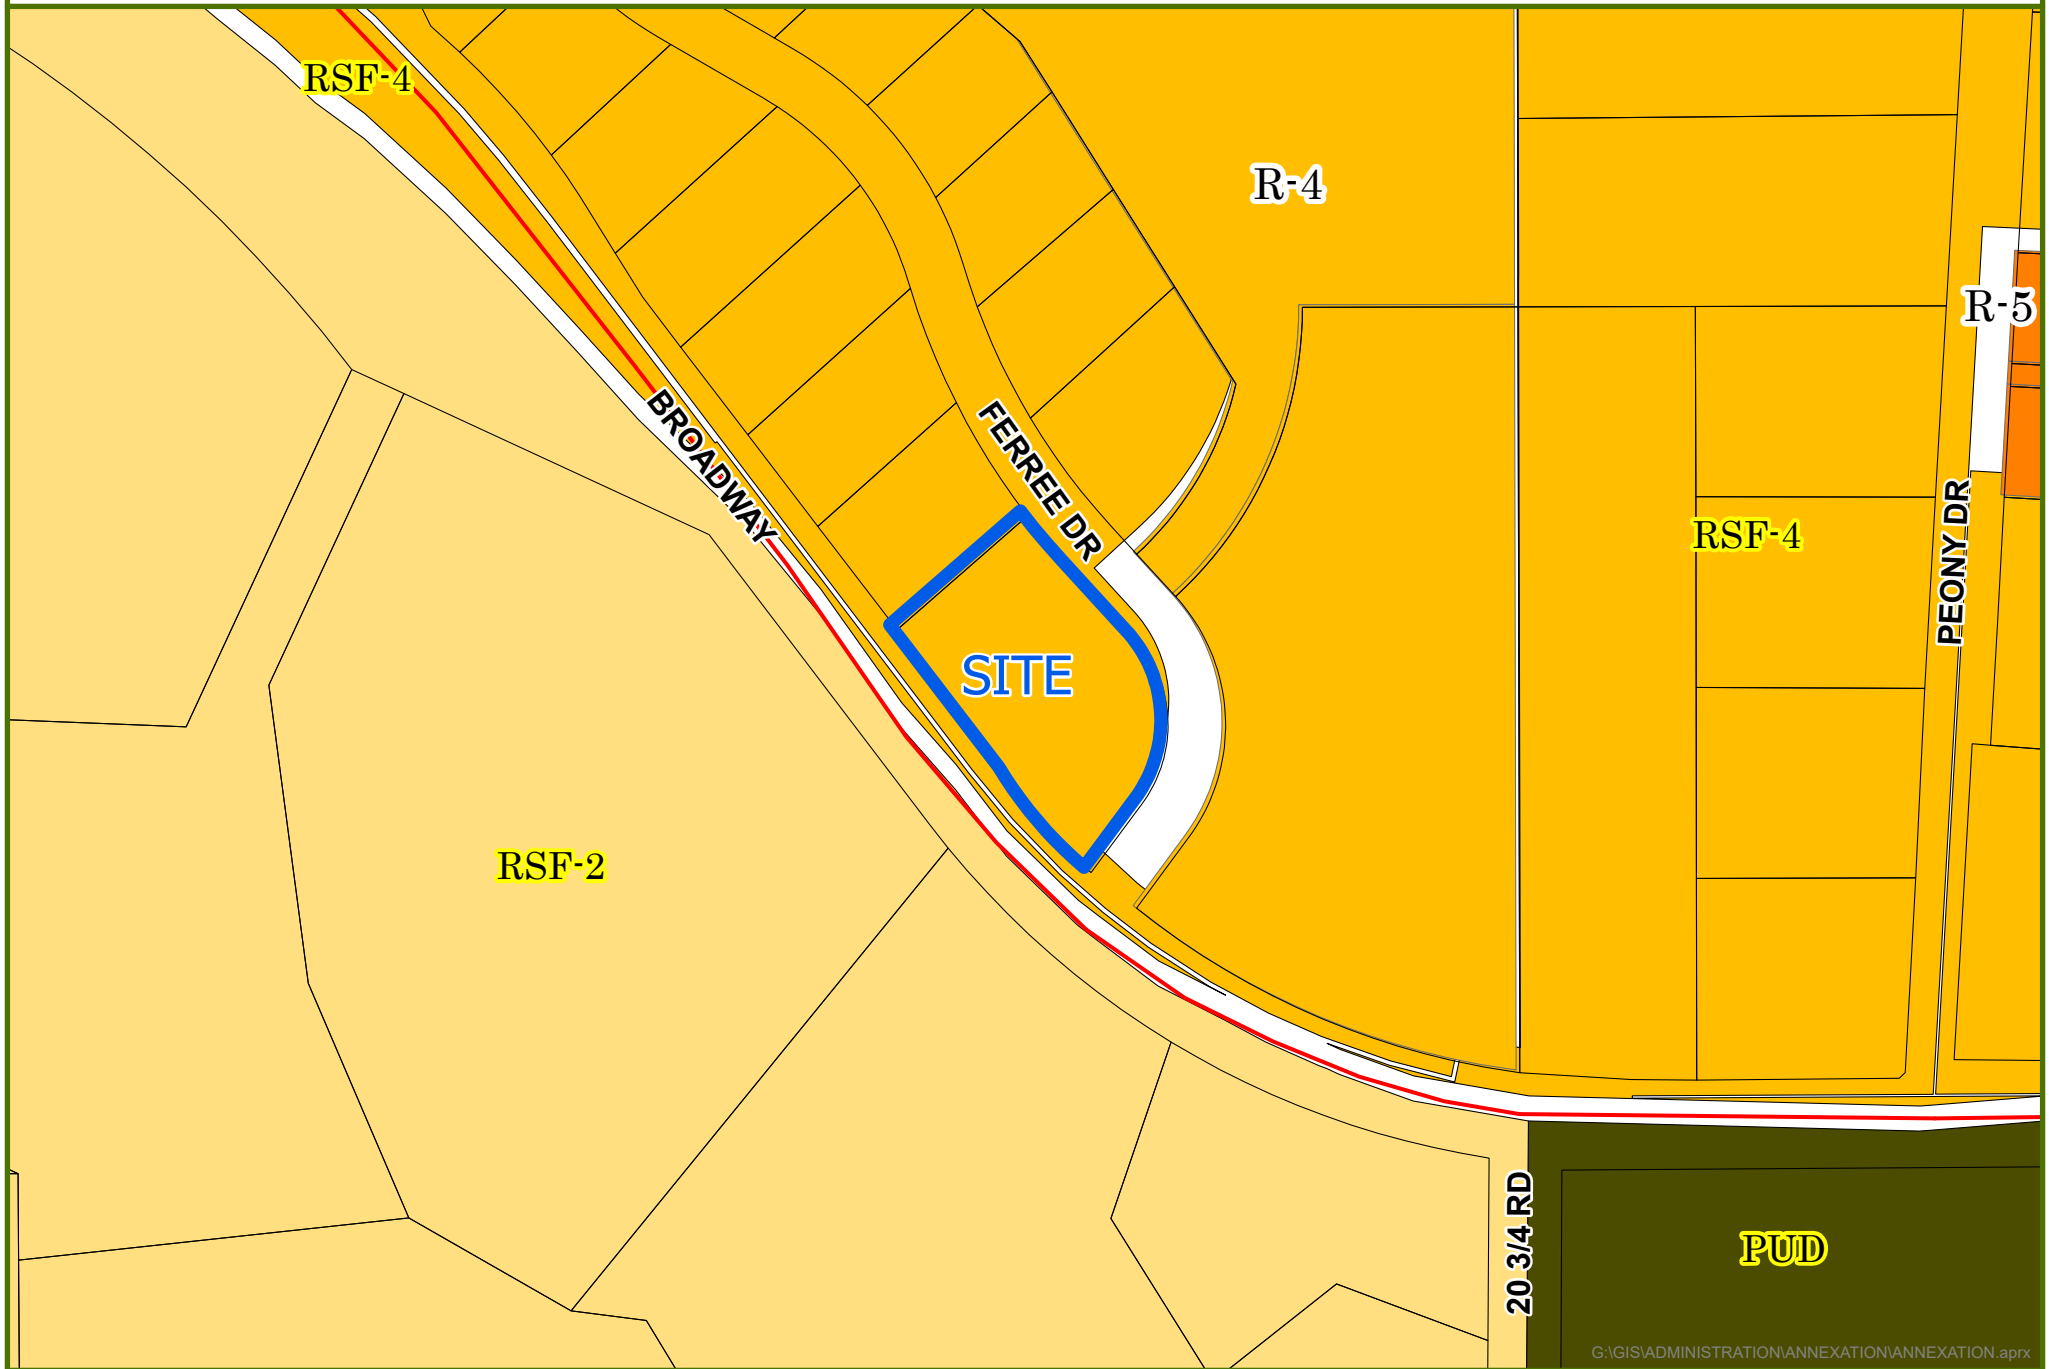 RSF-4
R-4
R-5
BROADWAY
FERREE DR
RSF-4
PEONY DR
SITE
RSF-2
20 3/4 RD
PUD
G:\GIS\ADMINISTRATION\ANNEXATION\ANNEXATION.aprx